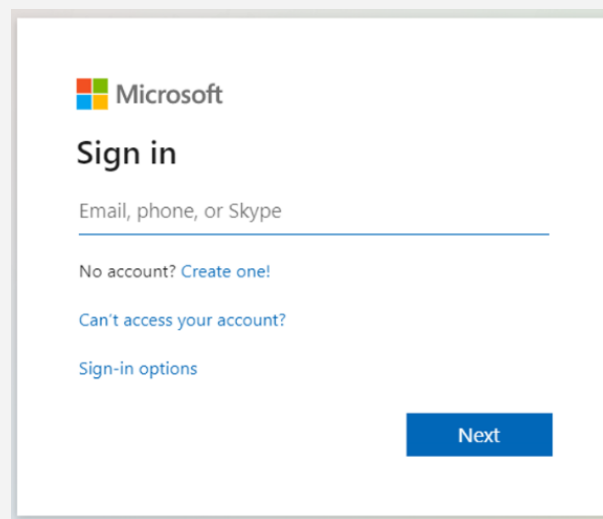 Microsoft
Sign in
Email, phone, or Skype
No account? Create one!
Can't access your account?
Sign-in options
Next